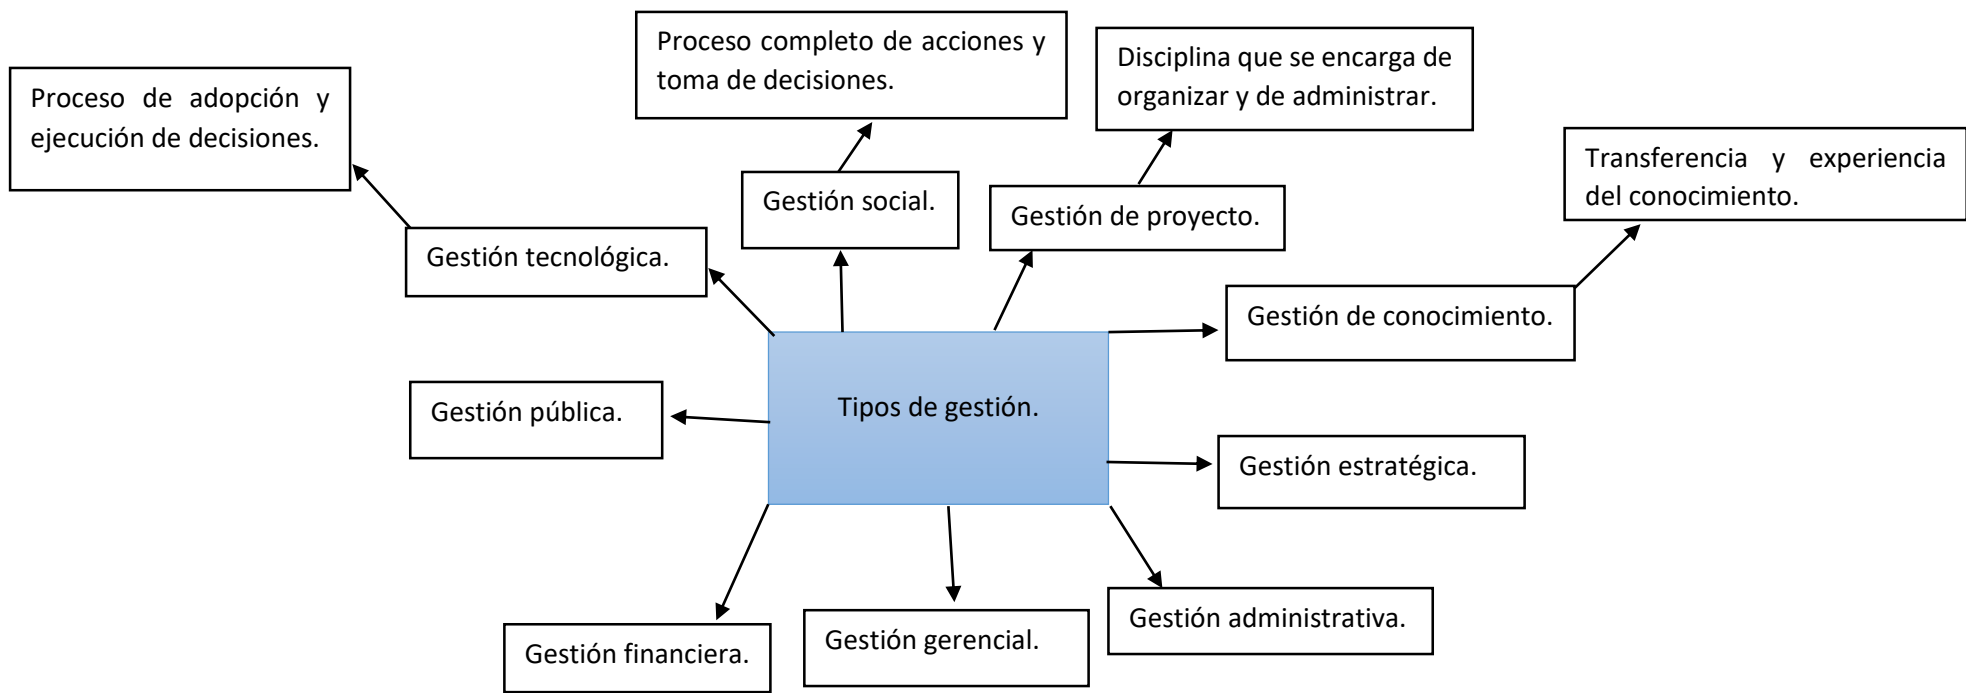 Proceso completo de acciones y
toma de decisiones.
Disciplina que se encarga de
organizar y de administrar.
Proceso de adopción y
ejecución de decisiones.
Transferencia y experiencia
del conocimiento.
Gestión social.
Gestión de proyecto.
Gestión tecnológica.
Gestión de conocimiento.
Tipos de gestión.
Gestión pública.
Gestión estratégica.
Gestión administrativa.
Gestión gerencial.
Gestión financiera.